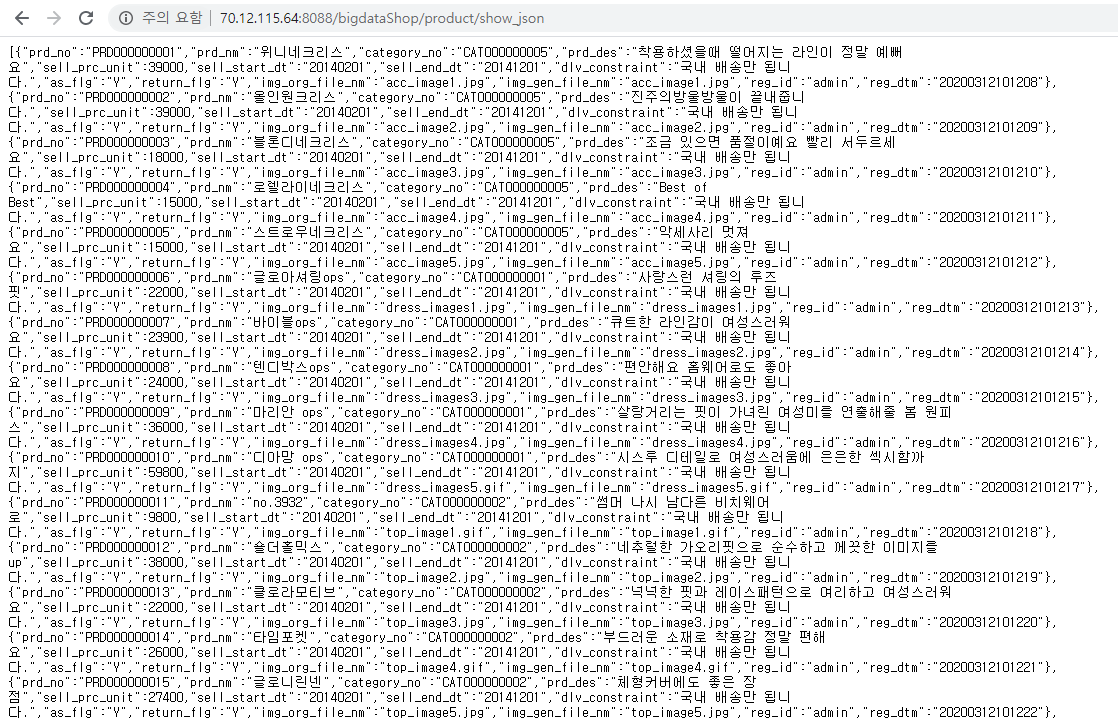 주의 요함 | 70.12.115.64:8088/bigdataShop/product/show_json
[{"prd_no":"PRD000000001","prd_nm":"위니네크리스","category_no":"CAT000000005","prd_des":"착용하셨을때 떨어지는 라인이 정말 예뻐
요","sell_prc_unit":39000,"sell_start_dt":"20140201","sell_end_dt":"20141201","dlv_constraint":"국내 배송만 됩니
다.","as_flg":"Y","return_flg":"Y","img_org_file_nm":"acc_image1.jpg","img_gen_file_nm":"acc_image1.jpg","reg_id":"admin","reg_dtm":"20200312101208"},
{"prd_no":"PRD000000002","prd_nm":"올인원크리스","category_no":"CAT000000005","prd_des":"진주의방울방울이 끝내줍니
다.","sell_prc_unit":39000,"sell_start_dt":"20140201","sell_end_dt":"20141201","dlv_constraint":"국내 배송만 됩니
다.","as_flg":"Y","return_flg":"Y","img_org_file_nm":"acc_image2.jpg","img_gen_file_nm":"acc_image2.jpg","reg_id":"admin","reg_dtm":"20200312101209"},
{"prd_no":"PRD000000003","prd_nm":"블론디네크리스","category_no":"CAT000000005","prd_des":"조금 있으면 품절이예요 빨리 서두르세
요","sell_prc_unit":18000,"sell_start_dt":"20140201","sell_end_dt":"20141201","dlv_constraint":"국내 배송만 됩니
다.","as_flg":"Y","return_flg":"Y","img_org_file_nm":"acc_image3.jpg","img_gen_file_nm":"acc_image3.jpg","reg_id":"admin","reg_dtm":"20200312101210"},
{"prd_no":"PRD000000004","prd_nm":"로렐라이네크리스","category_no":"CAT000000005","prd_des":"Best of
Best","sell_prc_unit":15000,"sell_start_dt":"20140201","sell_end_dt":"20141201","dlv_constraint":"국내 배송만 됩니
다.","as_flg":"Y","return_flg":"Y","img_org_file_nm":"acc_image4.jpg","img_gen_file_nm":"acc_image4.jpg","reg_id":"admin","reg_dtm":"20200312101211"},
{"prd_no":"PRD000000005","prd_nm":"스트로우네크리스","category_no":"CAT000000005","prd_des":"악세사리 멋져
요","sell_prc_unit":15000,"sell_start_dt":"20140201","sell_end_dt":"20141201","dlv_constraint":"국내 배송만 됩니
다.","as_flg":"Y","return_flg":"Y","img_org_file_nm":"acc_image5.jpg","img_gen_file_nm":"acc_image5.jpg","reg_id":"admin","reg_dtm":"20200312101212"},
{"prd_no":"PRD000000006","prd_nm":"글로아셔링ops","category_no":"CAT000000001","prd_des":"사랑스런 셔링의 루즈
핏","sell_prc_unit":22000,"sell_start_dt":"20140201","sell_end_dt":"20141201","dlv_constraint":"국내 배송만 됩니
다.","as_flg":"Y","return_flg":"Y","img_org_file_nm":"dress_images1.jpg","img_gen_file_nm":"dress_images1.jpg","reg_id":"admin","reg_dtm":"20200312101213"},
{"prd_no":"PRD000000007","prd_nm":"바이블ops","category_no":"CAT000000001","prd_des":"큐트한 라인감이 여성스러워
요","sell_prc_unit":23900,"sell_start_dt":"20140201","sell_end_dt":"20141201","dlv_constraint":"국내 배송만 됩니
다.","as_flg":"Y","return_flg":"Y","img_org_file_nm":"dress_images2.jpg","img_gen_file_nm":"dress_images2.jpg","reg_id":"admin","reg_dtm":"20200312101214"},
{"prd_no":"PRD000000008","prd_nm":"텐디박스ops","category_no":"CAT000000001","prd_des":"편안해요 홈웨어로도 좋아
요","sell_prc_unit":24000,"sell_start_dt":"20140201","sell_end_dt":"20141201","dlv_constraint":"국내 배송만 됩니
다.","as_flg":"Y","return_flg":"Y","img_org_file_nm":"dress_images3.jpg","img_gen_file_nm":"dress_images3.jpg","reg_id":"admin","reg_dtm":"20200312101215"},
{"prd_no":"PRD000000009","prd_nm":"마리안 ops","category_no":"CAT000000001","prd_des":"살랑거리는 핏이 가녀린 여성미를 연출해줄 봄 원피
스","sell_prc_unit":36000,"sell_start_dt":"20140201","sell_end_dt":"20141201","dlv_constraint":"국내 배송만 됩니
다.","as_flg":"Y","return_flg":"Y","img_org_file_nm":"dress_images4.jpg","img_gen_file_nm":"dress_images4.jpg","reg_id":"admin","reg_dtm":"20200312101216"},
{"prd_no":"PRD000000010","prd_nm":"디아망 ops","category_no":"CAT000000001","prd_des":"시스루 디테일로 여성스러움에 은은한 섹시함까
지","sell_prc_unit":59800,"sell_start_dt":"20140201","sell_end_dt":"20141201","dlv_constraint":"국내 배송만 됩니
다.","as_flg":"Y","return_flg":"Y","img_org_file_nm":"dress_images5.gif","img_gen_file_nm":"dress_images5.gif","reg_id":"admin","reg_dtm":"20200312101217"},
{"prd_no":"PRD000000011","prd_nm":"no.3932","category_no":"CAT000000002","prd_des":"썸머 나시 남다른 비치웨어
로","sell_prc_unit":9800,"sell_start_dt":"20140201","sell_end_dt":"20141201","dlv_constraint":"국내 배송만 됩니
다.","as_flg":"Y","return_flg":"Y","img_org_file_nm":"top_image1.gif","img_gen_file_nm":"top_image1.gif","reg_id":"admin","reg_dtm":"20200312101218"},
{"prd_no":"PRD000000012","prd_nm":"숄더홀믹스","category_no":"CAT000000002","prd_des":"네추럴한 가오리핏으로 순수하고 께끗한 이미지를
up","sell_prc_unit":38000,"sell_start_dt":"20140201","sell_end_dt":"20141201","dlv_constraint":"국내 배송만 됩니
다.","as_flg":"Y","return_flg":"Y","img_org_file_nm":"top_image2.jpg","img_gen_file_nm":"top_image2.jpg","reg_id":"admin","reg_dtm":"20200312101219"},
{"prd_no":"PRD000000013","prd_nm":"클로라모티브","category_no":"CAT000000002","prd_des":"넉넉한 핏과 레이스패턴으로 여리하고 여성스러워
요","sell_prc_unit":22000,"sell_start_dt":"20140201","sell_end_dt":"20141201","dlv_constraint":"국내 배송만 됩니
다.","as_flg":"Y","return_flg":"Y","img_org_file_nm":"top_image3.jpg","img_gen_file_nm":"top_image3.jpg","reg_id":"admin","reg_dtm":"20200312101220"},
{"prd_no":"PRD000000014","prd_nm":"타임포켓","category_no":"CAT000000002","prd_des":"부드러운 소재로 착용감 정말 편해
요","sell_prc_unit":26000,"sell_start_dt":"20140201","sell_end_dt":"20141201","dlv_constraint":"국내 배송만 됩니
다.","as_flg":"Y","return_flg":"Y","img_org_file_nm":"top_image4.gif","img_gen_file_nm":"top_image4.gif","reg_id":"admin","reg_dtm":"20200312101221"},
{"prd_no":"PRD000000015","prd_nm":"글로니린넨","category_no":"CAT000000002","prd_des":"체형커버에도 좋은 장
점","sell_prc_unit":27400,"sell_start_dt":"20140201","sell_end_dt":"20141201","dlv_constraint":"국내 배송만 됩니
다.","as_flg":"Y","return_flg":"Y","img_org_file_nm":"top_image5.jpg","img_gen_file_nm":"top_image5.jpg","reg_id":"admin","reg_dtm":"20200312101222"},